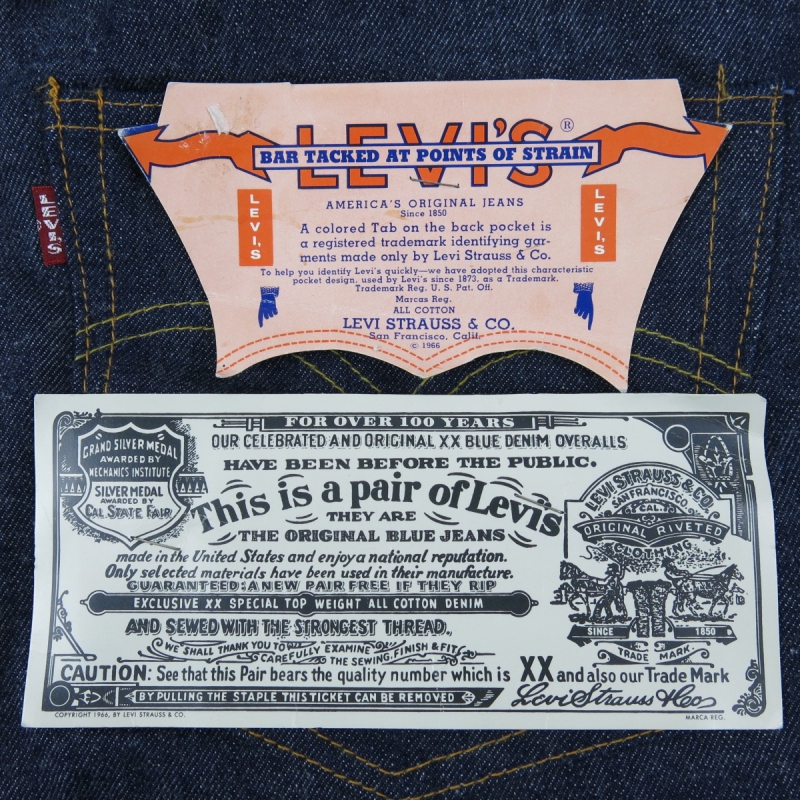 LEVI'S®
BAR TACKED AT POINTS OF STRAIN
AMERICA'S ORIGINAL JEANS
Since 1850
A colored Tab on the back pocket is
a registered trademark identifying gar-
ments made only by Levi Strauss & Co.
To help you identify Levi's quickly—we have adopted this characteristic
pocket design, used by Levi's since 1873, as a Trademark.
Trademark Reg. U. S. Pat. Off.
Marcas Reg.
ALL COTTON
LEVI STRAUSS & CO.
San Francisco, Calif.
© 1966
LEVI'S
LEVI'S
LEVI'S
FOR OVER 100 YEARS
OUR CELEBRATED AND ORIGINAL XX BLUE DENIM OVERALLS
HAVE BEEN BEFORE THE PUBLIC.
This is a pair of Levi's
THEY ARE
THE ORIGINAL BLUE JEANS
made in the United States and enjoy a national reputation.
Only selected materials have been used in their manufacture.
GUARANTEED: A NEW PAIR FREE IF THEY RIP
EXCLUSIVE XX SPECIAL TOP WEIGHT ALL COTTON DENIM
AND SEWED WITH THE STRONGEST THREAD.
WE SHALL THANK YOU TO
CAREFULLY EXAMINE
THE SEWING, FINISH & FIT
CAUTION: See that this Pair bears the quality number which is XX and also our Trade Mark
BY PULLING THE STAPLE THIS TICKET CAN BE REMOVED
Levi Strauss & Co
GRAND SILVER MEDAL
AWARDED BY
MECHANICS INSTITUTE
SILVER MEDAL
AWARDED BY
CAL STATE FAIR
LEVI STRAUSS & CO.
SAN FRANCISCO
CAL.
ORIGINAL RIVETED
CLOTHING
SINCE 1850
TRADE MARK
COPYRIGHT 1966, BY LEVI STRAUSS & CO.
MARCA REG.